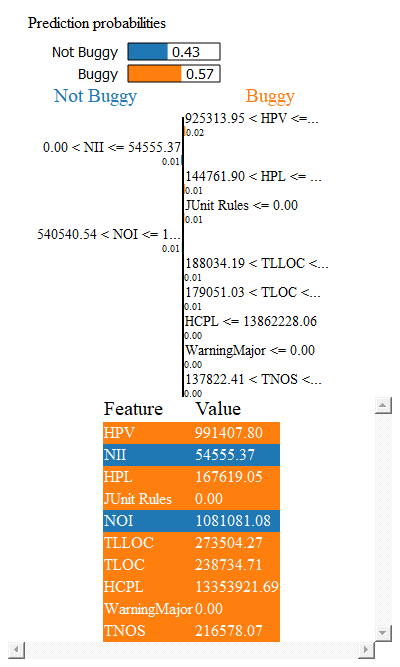 Prediction probabilities
Not Buggy 0.43
Buggy 0.57
Not Buggy Buggy
925313.95 < HPV <=...
0.02
0.00 < NII <= 54555.37
0.01
144761.90 < HPL <= ...
0.01
JUnit Rules <= 0.00
0.01
540540.54 < NOI <= 1...
0.01
188034.19 < TLLOC <...
0.01
179051.03 < TLOC <...
0.01
HCPL <= 13862228.06
0.00
WarningMajor <= 0.00
0.00
137822.41 < TNOS <...
0.00
Feature Value
HPV 991407.80
NII 54555.37
HPL 167619.05
JUnit Rules 0.00
NOI 1081081.08
TLLOC 273504.27
TLOC 238734.71
HCPL 13353921.69
WarningMajor 0.00
TNOS 216578.07